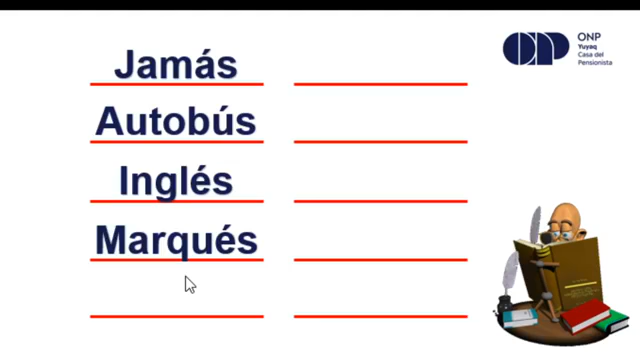 Jamás
Autobús
Inglés
Marqués
ONP
Yuyaq
Casa del
Pensionista